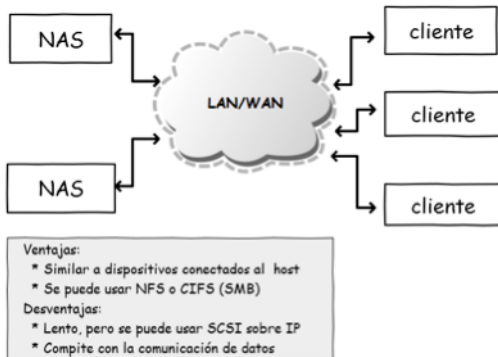 NAS
cliente
LAN/WAN
cliente
NAS
cliente
Ventajas:
* Similar a dispositivos conectados al host
* Se puede usar NFS o CIFS (SMB)
Desventajas:
* Lento, pero se puede usar SCSI sobre IP
* Compite con la comunicación de datos